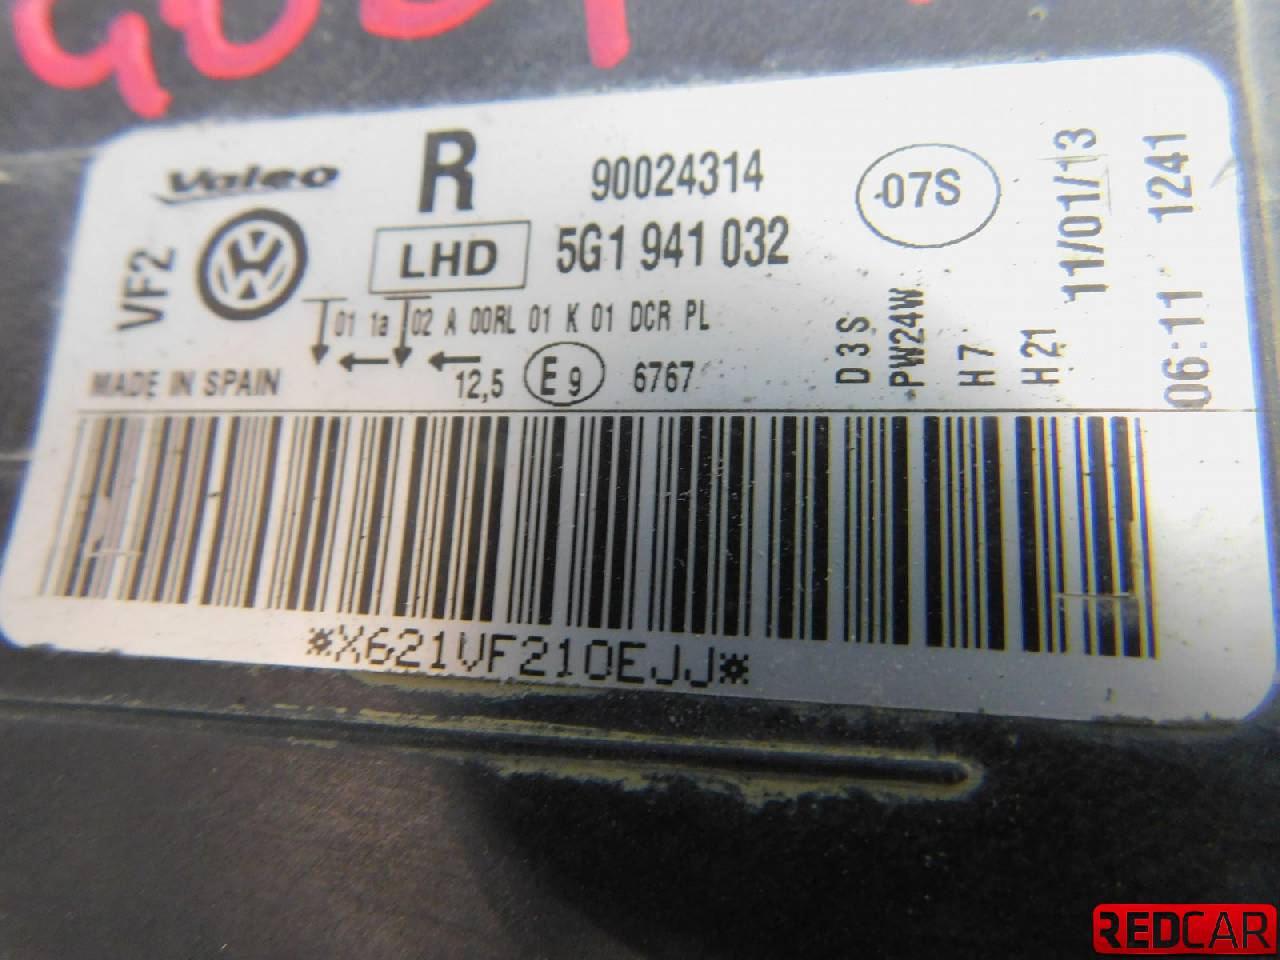 Valeo
R
90024314
07S
VF2
LHD
5G1 941 032
01 1a 02 A 00RL 01 K 01 DCR PL
MADE IN SPAIN
12,5
E9
6767
D3S
PW24W
H7
H21
11/01/13
06:11 1241
*X621VF210EJJ*
REDCAR